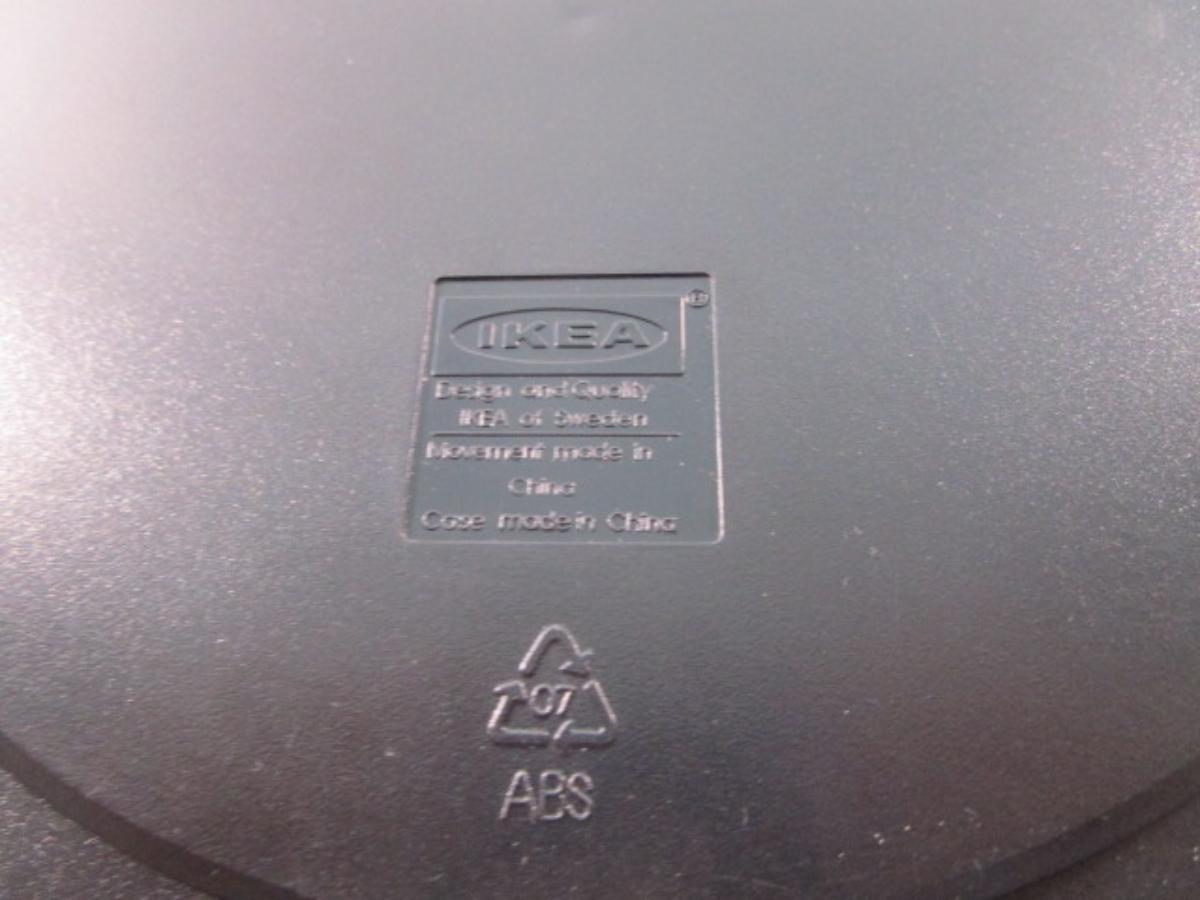 IKEA®
Design and Quality
IKEA of Sweden
Movement made in
China
Case made in China
07
ABS